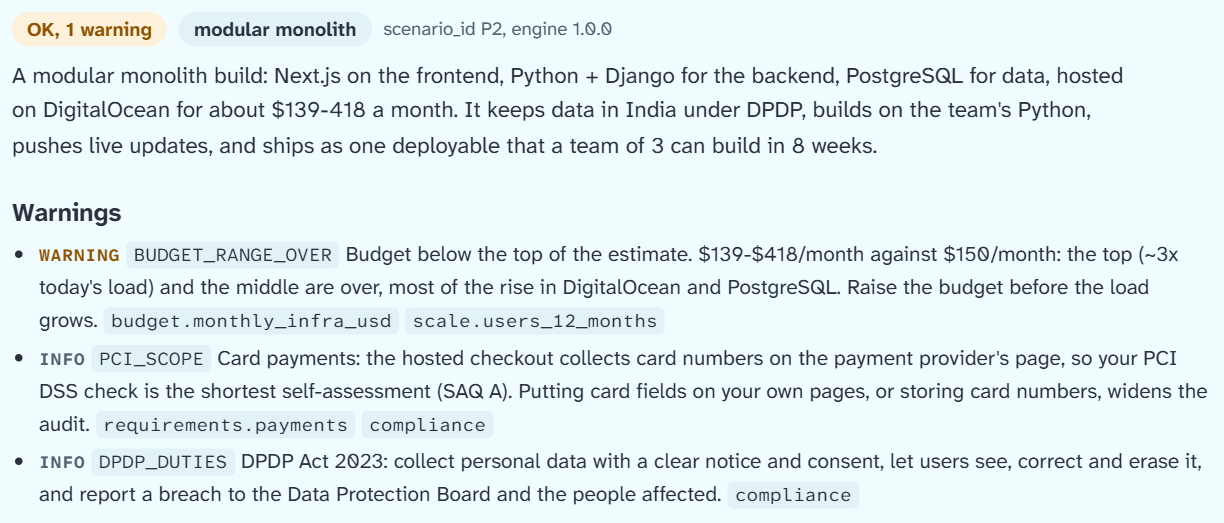 OK, 1 warning modular monolith scenario_id P2, engine 1.0.0
A modular monolith build: Next.js on the frontend, Python + Django for the backend, PostgreSQL for data, hosted
on DigitalOcean for about $139-418 a month. It keeps data in India under DPDP, builds on the team's Python,
pushes live updates, and ships as one deployable that a team of 3 can build in 8 weeks.
Warnings
• WARNING BUDGET_RANGE_OVER Budget below the top of the estimate. $139-$418/month against $150/month: the top (~3x
today's load) and the middle are over, most of the rise in DigitalOcean and PostgreSQL. Raise the budget before the load
grows. budget.monthly_infra_usd scale.users_12_months
• INFO PCI_SCOPE Card payments: the hosted checkout collects card numbers on the payment provider's page, so your PCI
DSS check is the shortest self-assessment (SAQ A). Putting card fields on your own pages, or storing card numbers, widens the
audit. requirements.payments compliance
• INFO DPDP_DUTIES DPDP Act 2023: collect personal data with a clear notice and consent, let users see, correct and erase it,
and report a breach to the Data Protection Board and the people affected. compliance